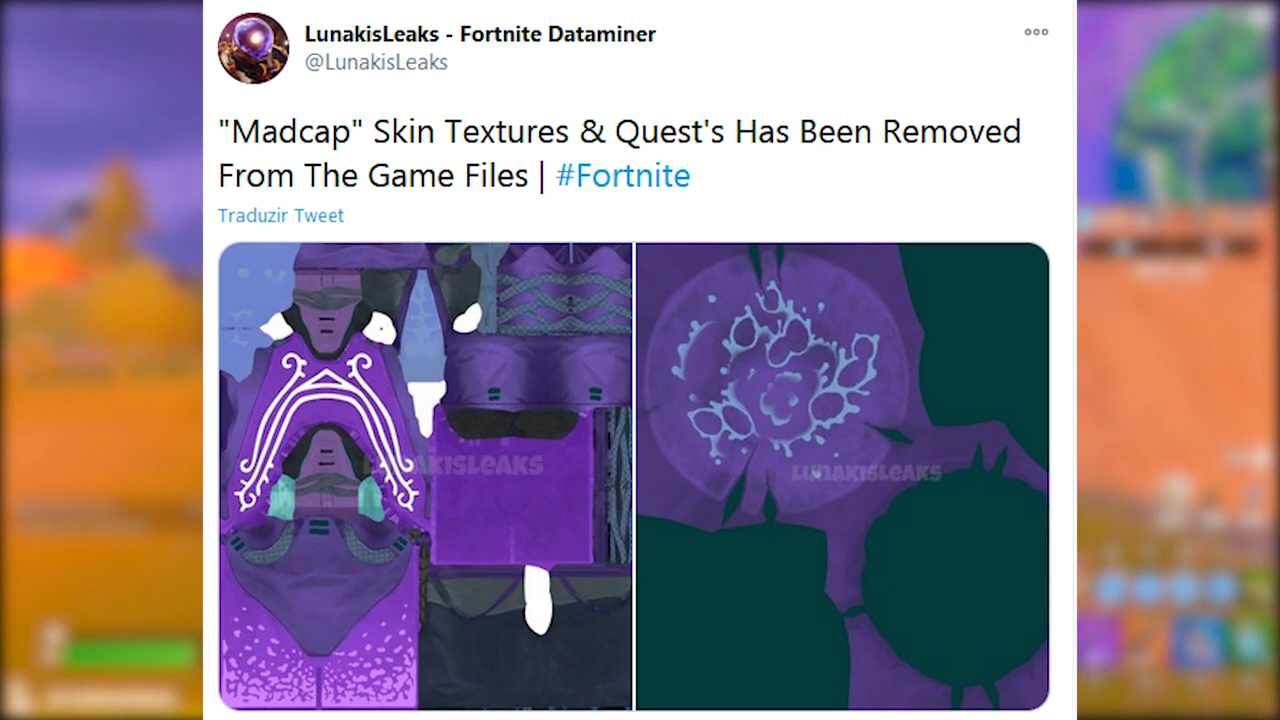 LunakisLeaks - Fortnite Dataminer
@LunakisLeaks
"Madcap" Skin Textures & Quest's Has Been Removed
From The Game Files | #Fortnite
Traduzir Tweet
LUNAKISLEAKS
LUNAKISLEAKS